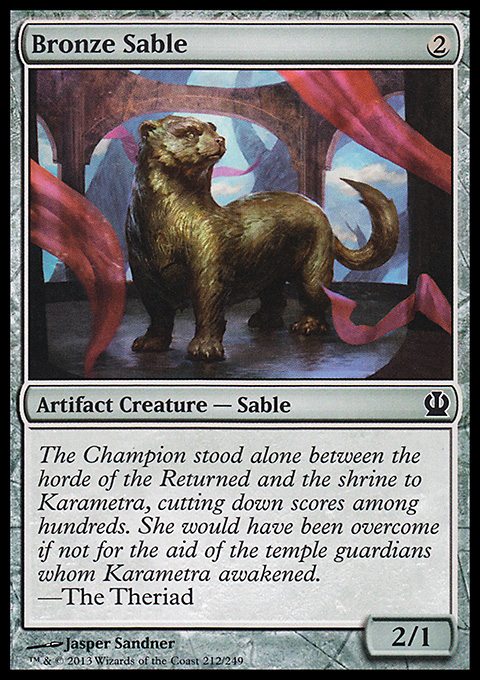 Bronze Sable 2
Artifact Creature — Sable
The Champion stood alone between the
horde of the Returned and the shrine to
Karametra, cutting down scores among
hundreds. She would have been overcome
if not for the aid of the temple guardians
whom Karametra awakened.
—The Theriad
Jasper Sandner
2/1
™ & © 2013 Wizards of the Coast 212/249